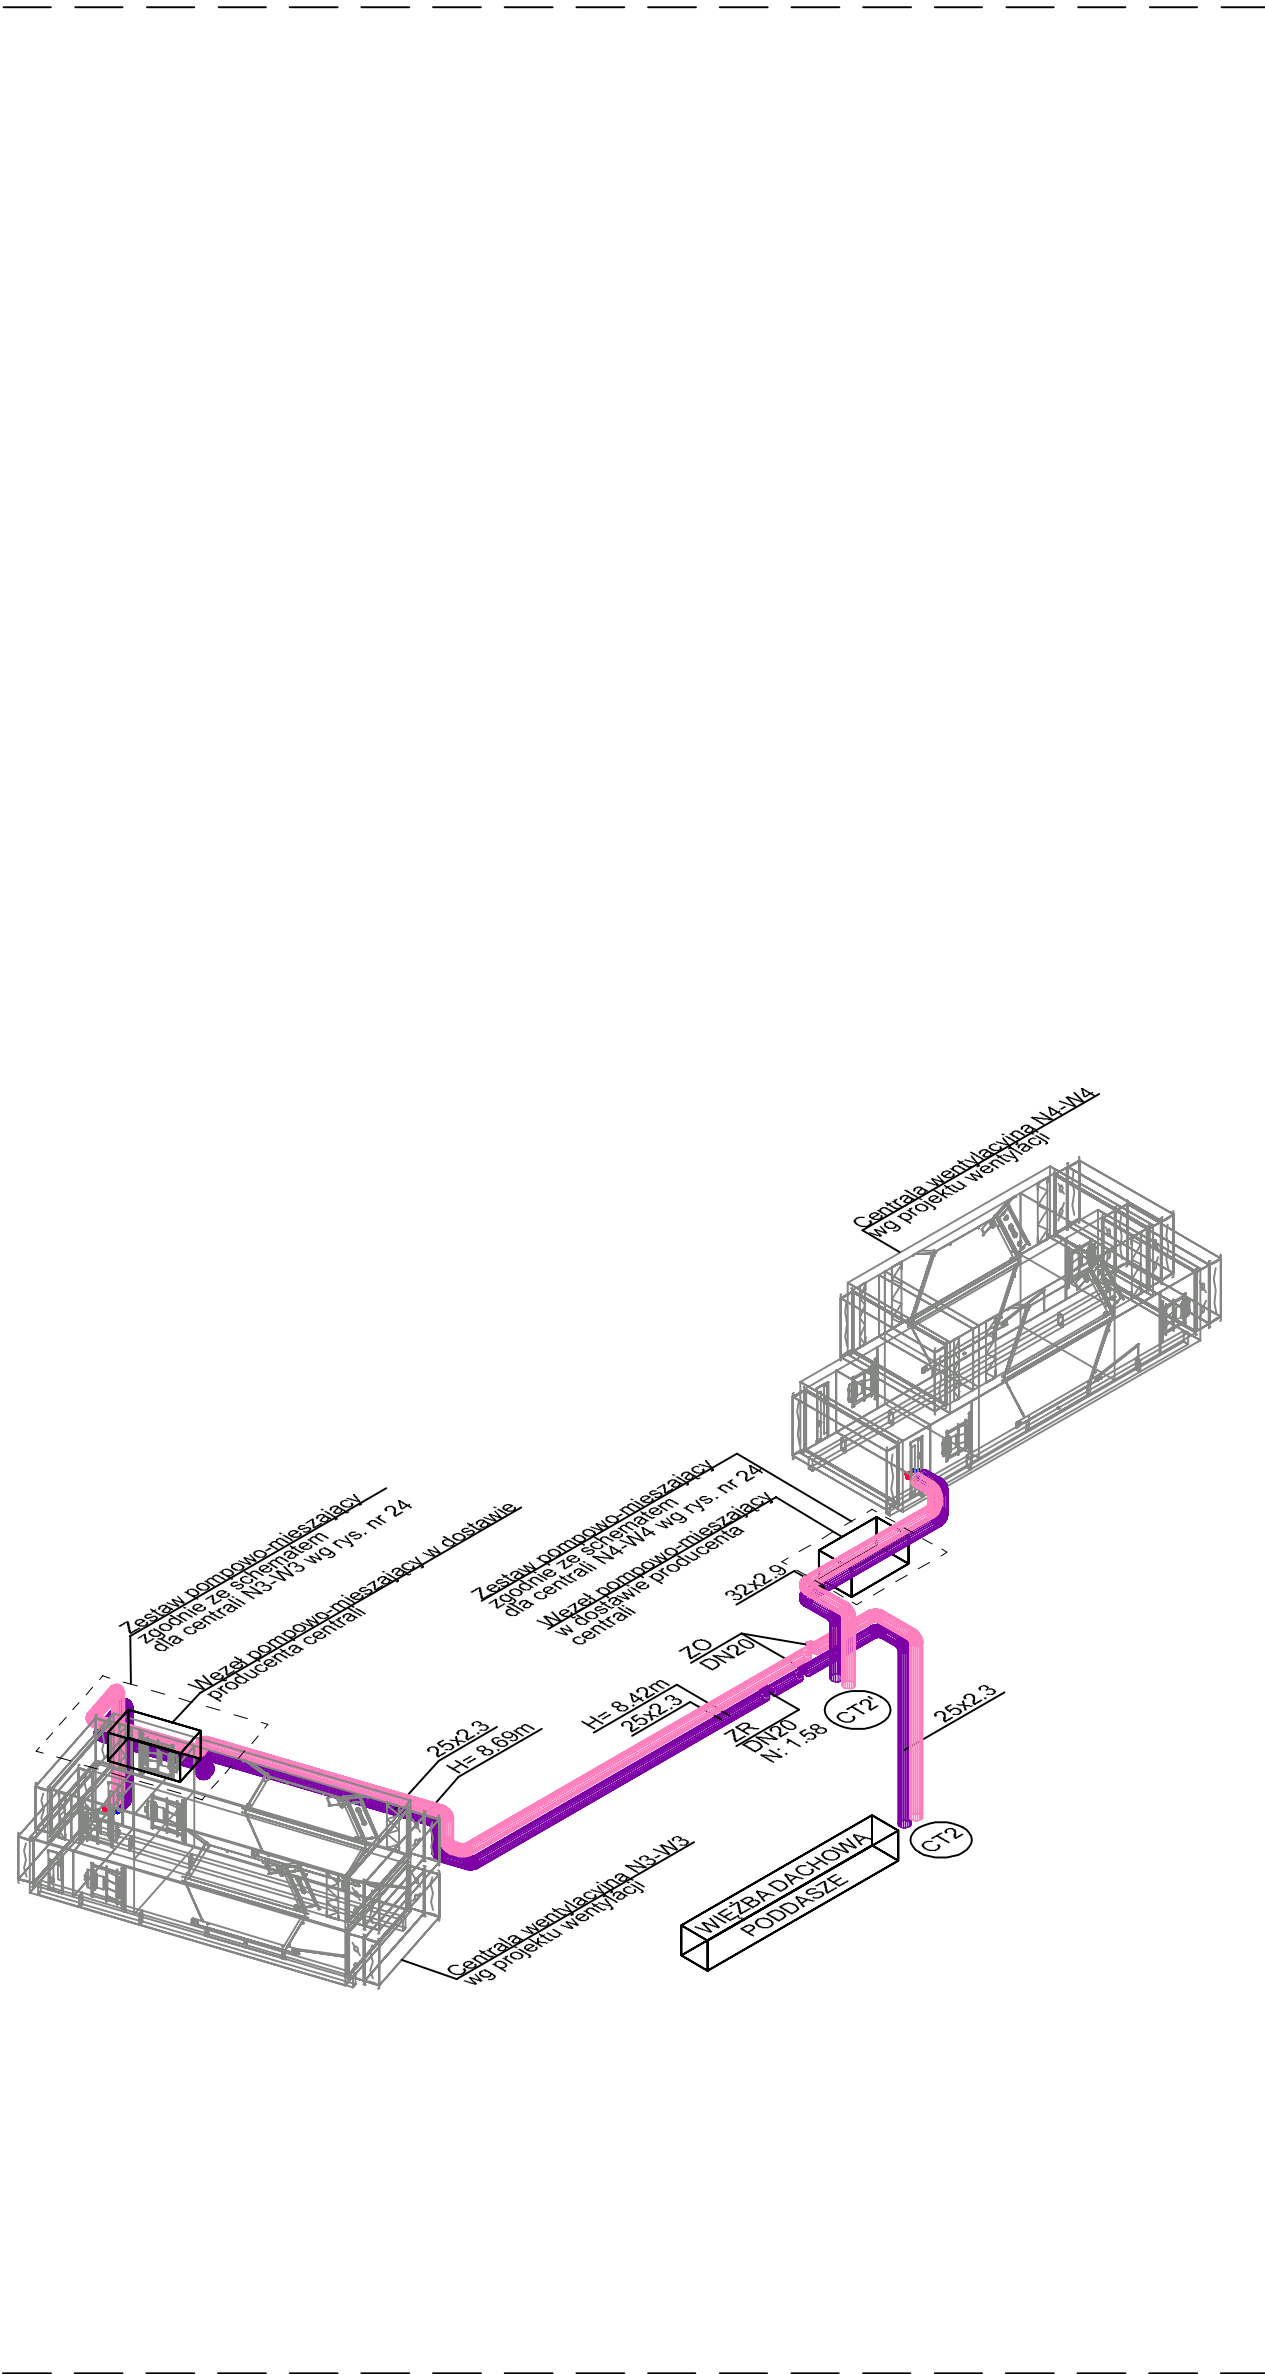 Centrala wentylacyjna N4-W4
wg projektu wentylacji
Zestaw pompowo-mieszający
zgodnie ze schematem
dla centrali N4-W4 wg rys. nr 24
Węzeł pompowo-mieszający
w dostawie producenta
centrali
Zestaw pompowo-mieszający
zgodnie ze schematem
dla centrali N3-W3 wg rys. nr 24
Węzeł pompowo-mieszający w dostawie
producenta centrali
32x2.9
ZO
DN20
H= 8.42m
25x2.3
ZR
DN20
N: 1.58
CT2'
25x2.3
25x2.3
H= 8.69m
CT2
WIĘŹBA DACHOWA
PODDASZE
Centrala wentylacyjna N3-W3
wg projektu wentylacji